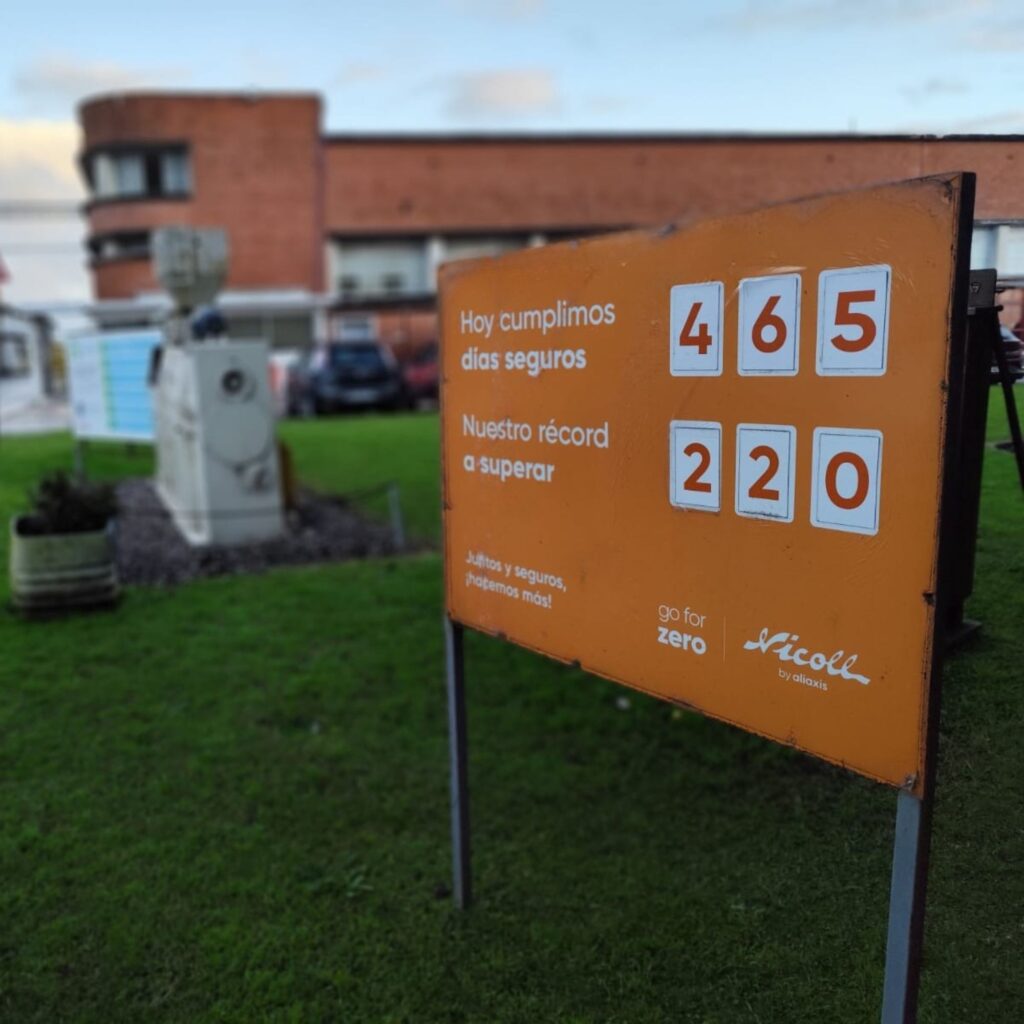 Hoy cumplimos
días seguros
465
Nuestro récord
a superar
220
Juntos y seguros,
¡hacemos más!
go for
zero
Nicoll
by aliaxis